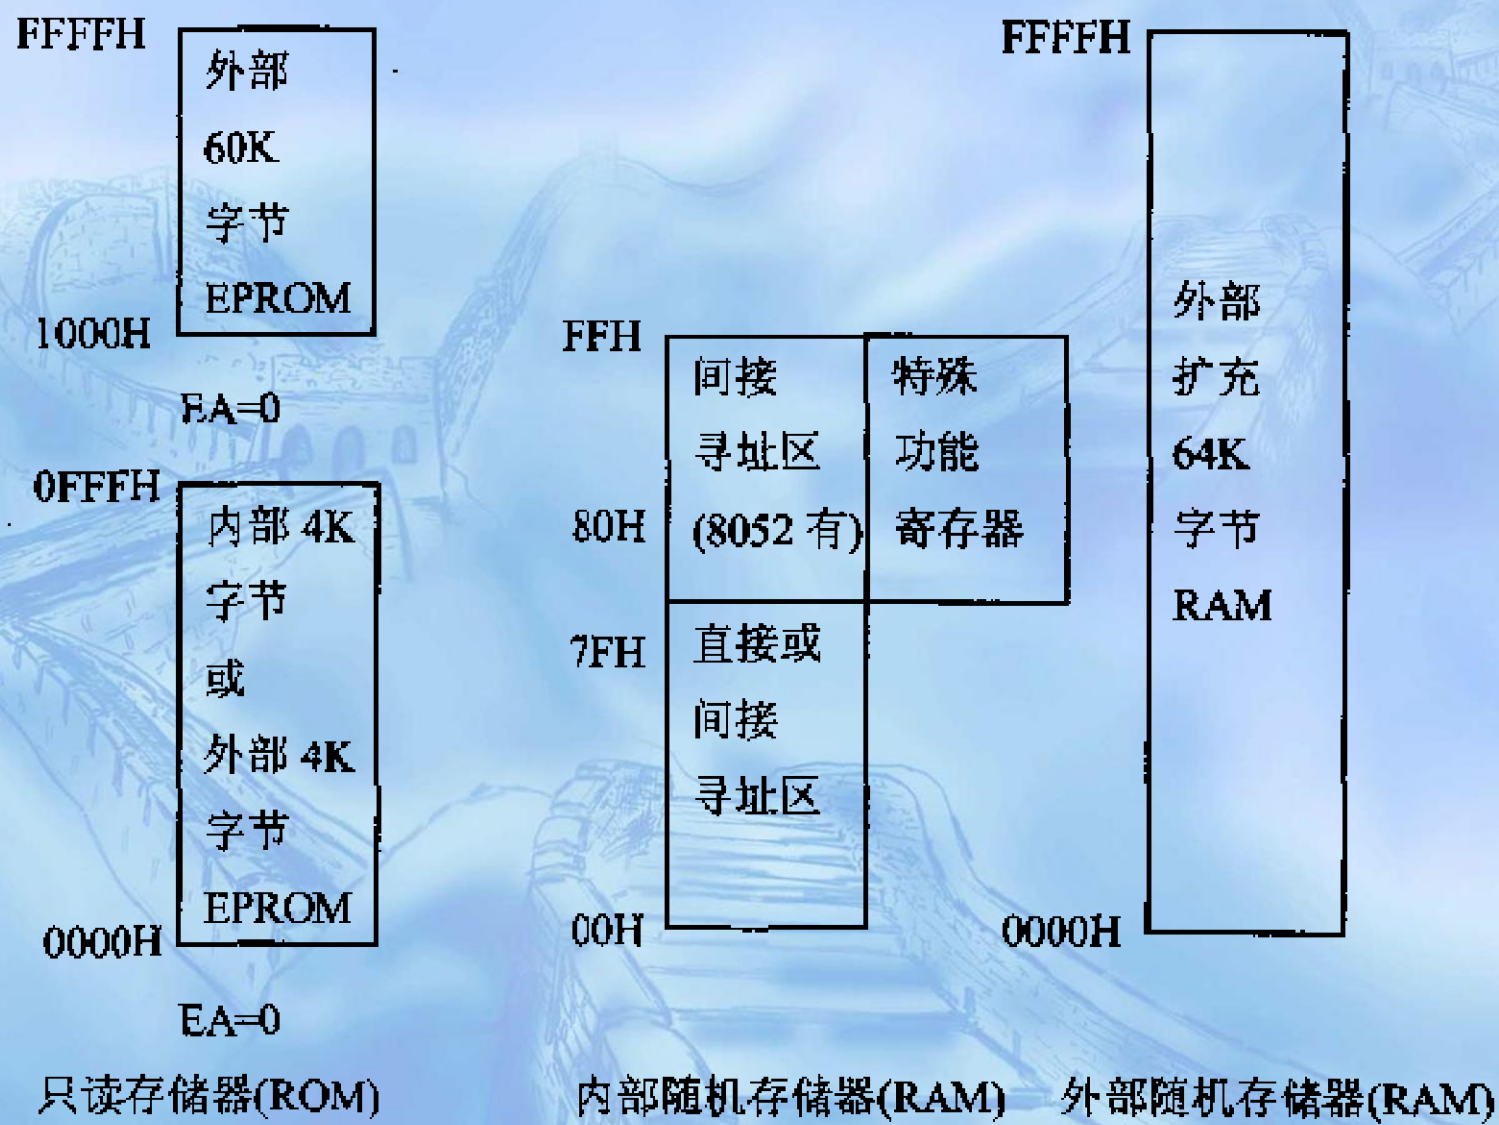 FFFFH
外部
60K
字节
EPROM
1000H
EA=0
0FFFH
内部 4K
字节
或
外部 4K
字节
EPROM
0000H
EA=0
只读存储器(ROM)
FFH
间接
寻址区
80H
(8052 有)
特殊
功能
寄存器
7FH
直接或
间接
寻址区
00H
内部随机存储器(RAM)
FFFFH
外部
扩充
64K
字节
RAM
0000H
外部随机存储器(RAM)